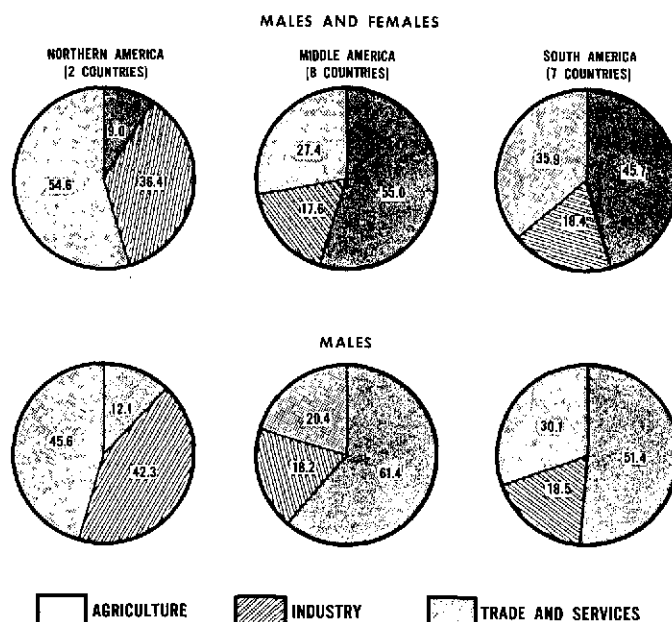 MALES AND FEMALES
NORTHERN AMERICA
(2 COUNTRIES)
MIDDLE AMERICA
(8 COUNTRIES)
SOUTH AMERICA
(7 COUNTRIES)
9.0
36.4
54.6
27.4
17.6
55.0
35.9
18.4
45.7
MALES
12.1
45.6
42.3
20.4
18.2
61.4
30.1
18.5
51.4
AGRICULTURE
INDUSTRY
TRADE AND SERVICES